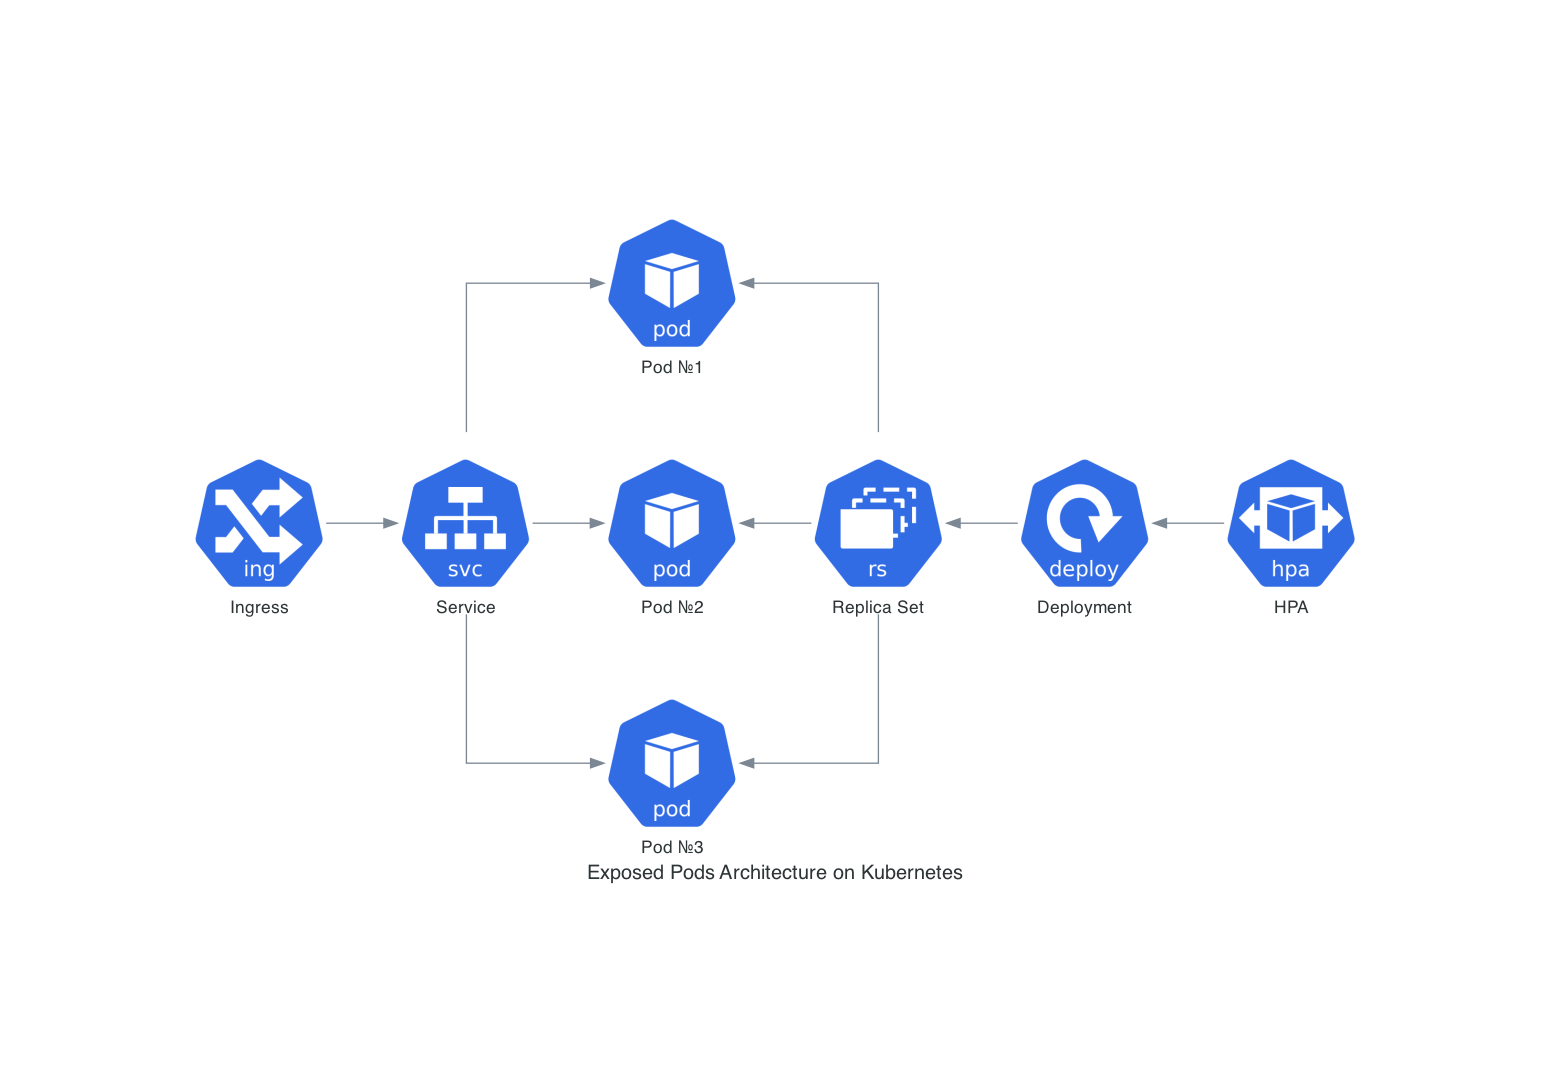 pod
Pod №1
ing
Ingress
svc
Service
pod
Pod №2
rs
Replica Set
deploy
Deployment
hpa
HPA
pod
Pod №3
Exposed Pods Architecture on Kubernetes